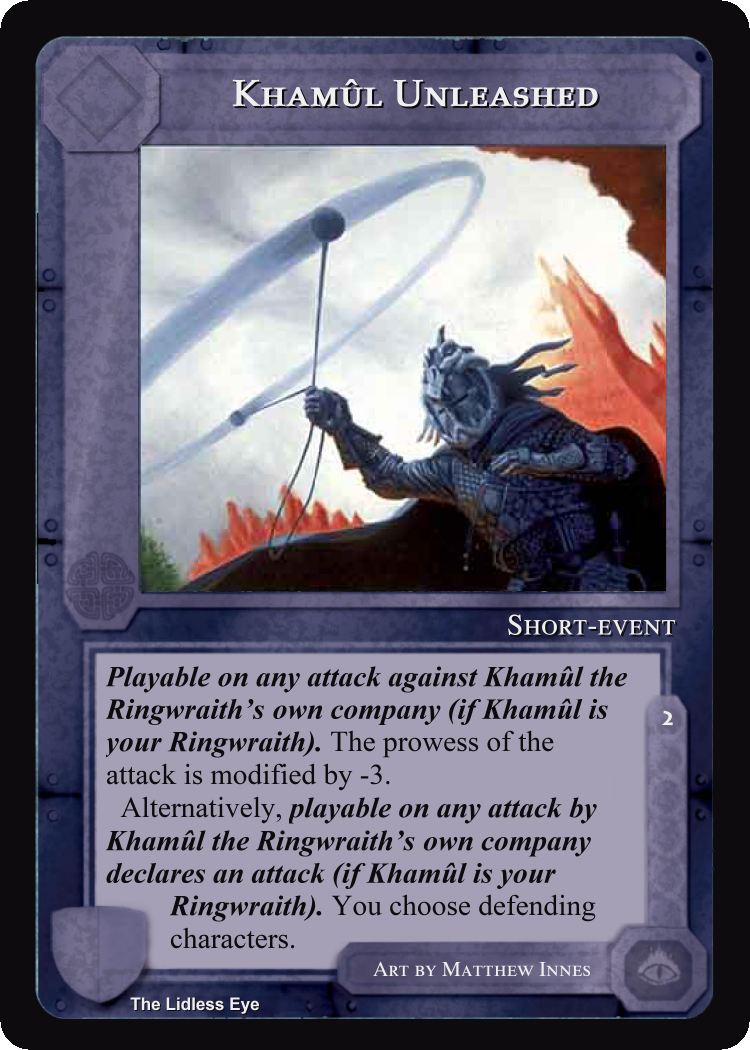 Khamûl Unleashed
Short-event
Playable on any attack against Khamûl the
Ringwraith's own company (if Khamûl is
your Ringwraith). The prowess of the
attack is modified by -3.
Alternatively, playable on any attack by
Khamûl the Ringwraith's own company
declares an attack (if Khamûl is your
Ringwraith). You choose defending
characters.
2
Art by Matthew Innes
The Lidless Eye